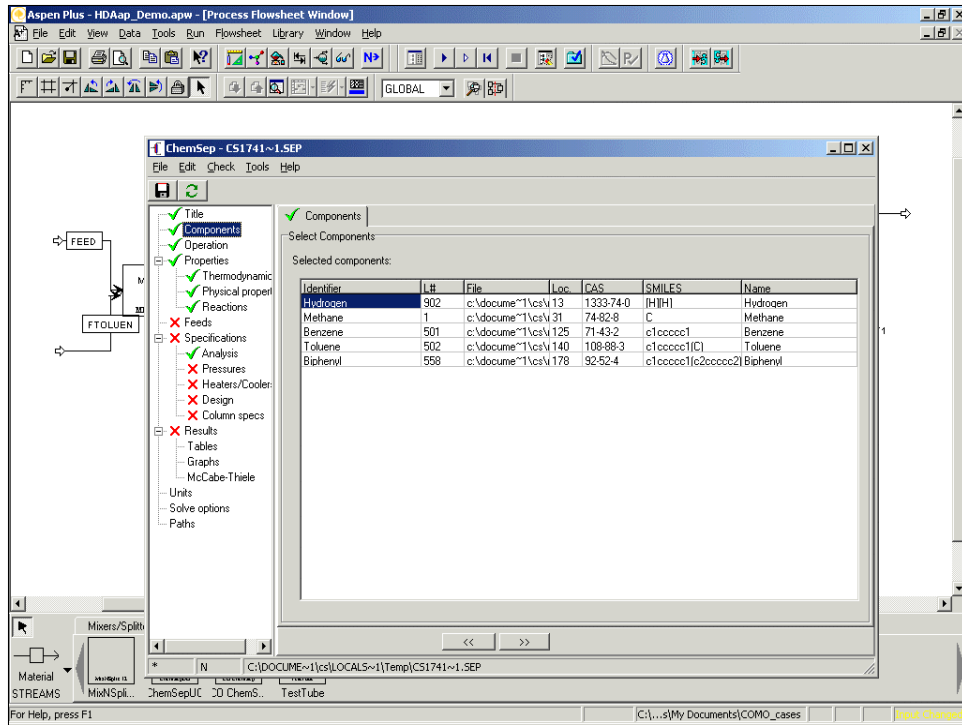 Aspen Plus - HDAap_Demo.apw - [Process Flowsheet Window]
File Edit View Data Tools Run Flowsheet Library Window Help
N»
GLOBAL
ChemSep - CS1741~1.SEP
File Edit Check Tools Help
Title
Components
Operation
Properties
Thermodynamic
Physical propert
Reactions
Feeds
Specifications
Analysis
Pressures
Heaters/Cooler
Design
Column specs
Results
Tables
Graphs
McCabe-Thiele
Units
Solve options
Paths
Components
Select Components
Selected components:
Identifier L# File Loc. CAS SMILES Name
Hydrogen 902 c:\docume~1\cs\ 13 1333-74-0 [H][H] Hydrogen
Methane 1 c:\docume~1\cs\ 31 74-82-8 C Methane
Benzene 501 c:\docume~1\cs\ 125 71-43-2 c1ccccc1 Benzene
Toluene 502 c:\docume~1\cs\ 140 108-88-3 c1ccccc1(C) Toluene
Biphenyl 558 c:\docume~1\cs\ 178 92-52-4 c1ccccc1(c2ccccc2) Biphenyl
<< >>
* N C:\DOCUME~1\cs\LOCALS~1\Temp\CS1741~1.SEP
FEED
FTOLUEN
Mixers/Splitt
Material
STREAMS
MixNSpli...
ChemSepUC
CO ChemS..
TestTube
For Help, press F1
C:\...s\My Documents\COMO_cases
Input Changed